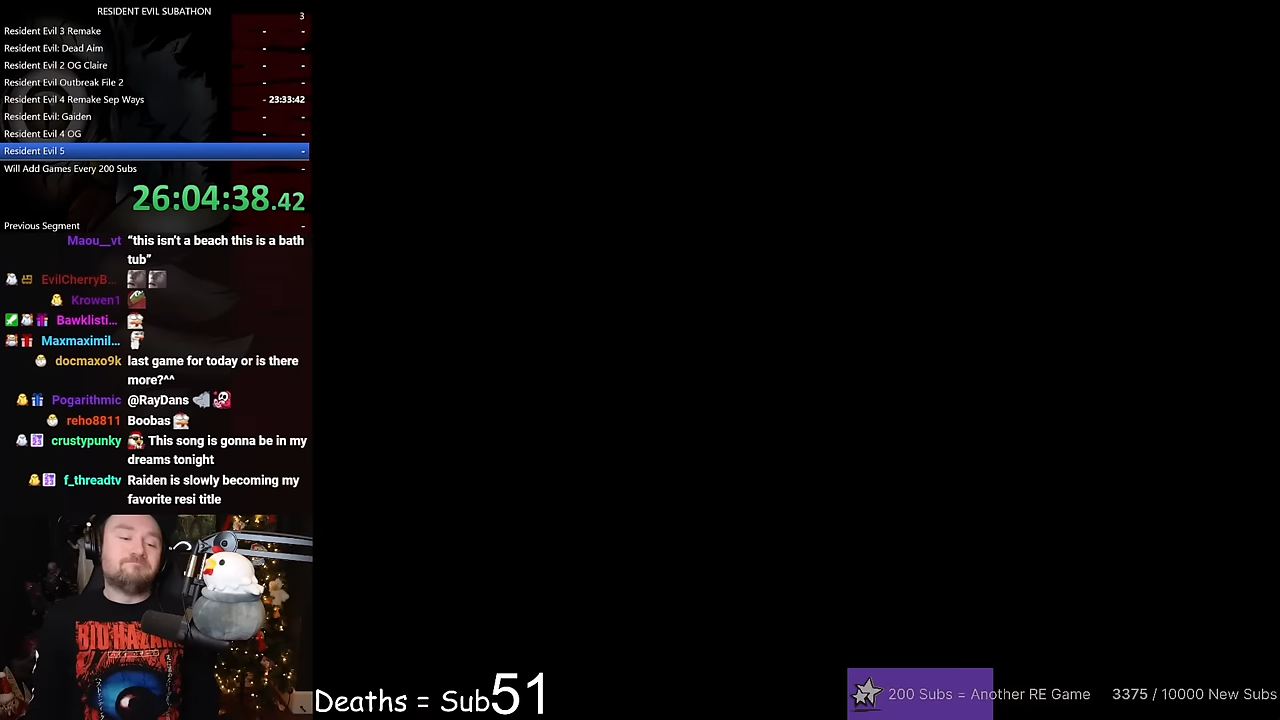 RESIDENT EVIL SUBATHON
3
Resident Evil 3 Remake - -
Resident Evil: Dead Aim - -
Resident Evil 2 OG Claire - -
Resident Evil Outbreak File 2 - -
Resident Evil 4 Remake Sep Ways - 23:33:42
Resident Evil: Gaiden - -
Resident Evil 4 OG - -
Resident Evil 5 -
Will Add Games Every 200 Subs -
26:04:38.42
Previous Segment -
Maou__vt “this isn’t a beach this is a bath
tub”
EvilCherryB...
Krowen1
Bawklisti...
Maxmaximil...
docmaxo9k last game for today or is there
more?^^
Pogarithmic @RayDans
reho8811 Boobas
crustypunky This song is gonna be in my
dreams tonight
f_threadtv Raiden is slowly becoming my
favorite resi title
Deaths = Sub51
200 Subs = Another RE Game 3375 / 10000 New Subs